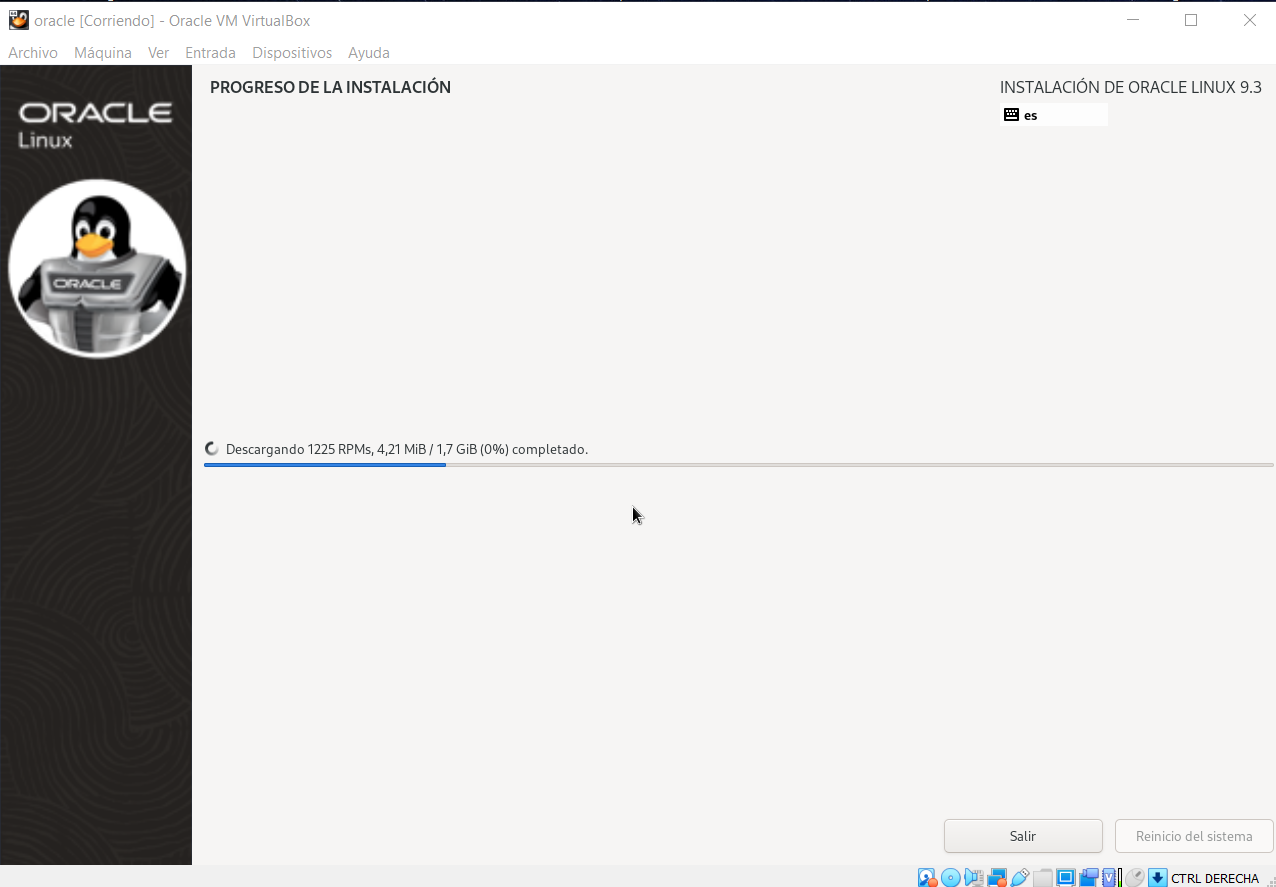 oracle [Corriendo] - Oracle VM VirtualBox
Archivo Máquina Ver Entrada Dispositivos Ayuda
ORACLE
Linux
ORACLE
PROGRESO DE LA INSTALACIÓN
INSTALACIÓN DE ORACLE LINUX 9.3
es
Descargando 1225 RPMs, 4,21 MiB / 1,7 GiB (0%) completado.
Salir
Reinicio del sistema
CTRL DERECHA